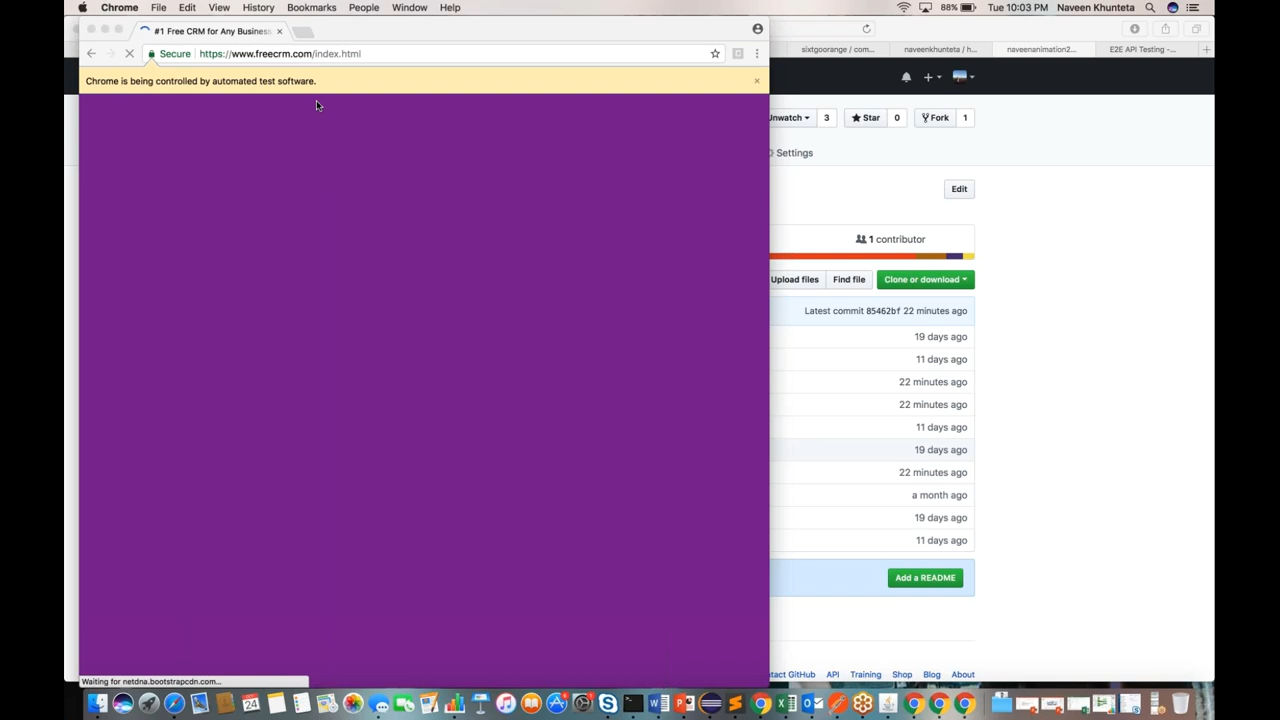 Chrome File Edit View History Bookmarks People Window Help 88% Tue 10:03 PM Naveen Khunteta
#1 Free CRM for Any Business
Secure https://www.freecrm.com/index.html
sixtgoorange / com... naveenkhunteta / h... naveenanimation2... E2E API Testing -...
Chrome is being controlled by automated test software.
Unwatch 3 Star 0 Fork 1
Settings
Edit
1 contributor
Upload files Find file Clone or download
Latest commit 85462bf 22 minutes ago
19 days ago
11 days ago
22 minutes ago
22 minutes ago
11 days ago
19 days ago
22 minutes ago
a month ago
19 days ago
11 days ago
Add a README
tact GitHub API Training Shop Blog About
Waiting for netdna.bootstrapcdn.com...
24